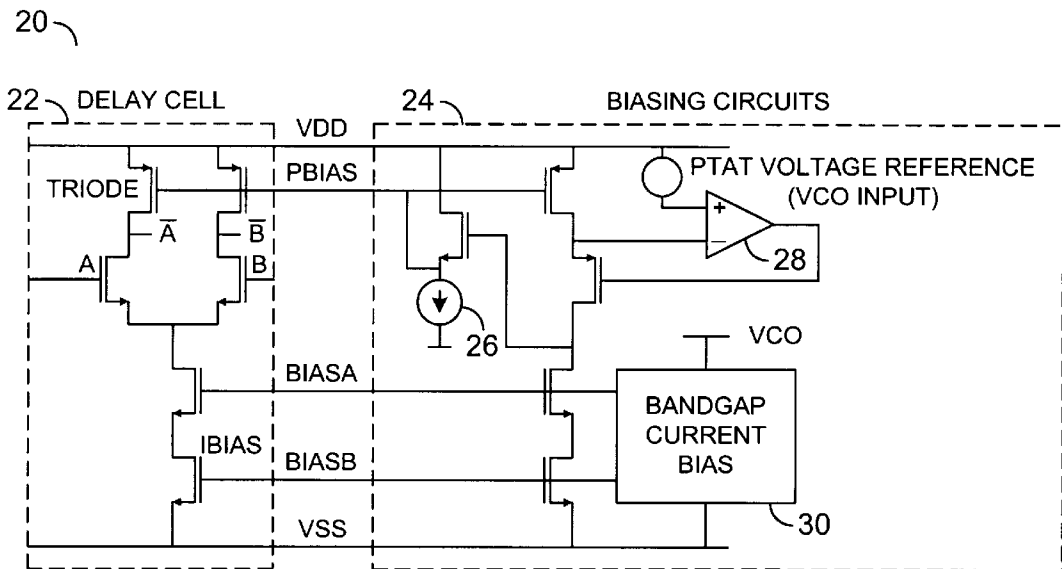 20
22
DELAY CELL
24
BIASING CIRCUITS
VDD
TRIODE
PBIAS
PTAT VOLTAGE REFERENCE
(VCO INPUT)
A
B
+
−
28
A
B
26
VCO
BIASA
BANDGAP
CURRENT
BIAS
IBIAS
BIASB
VSS
30